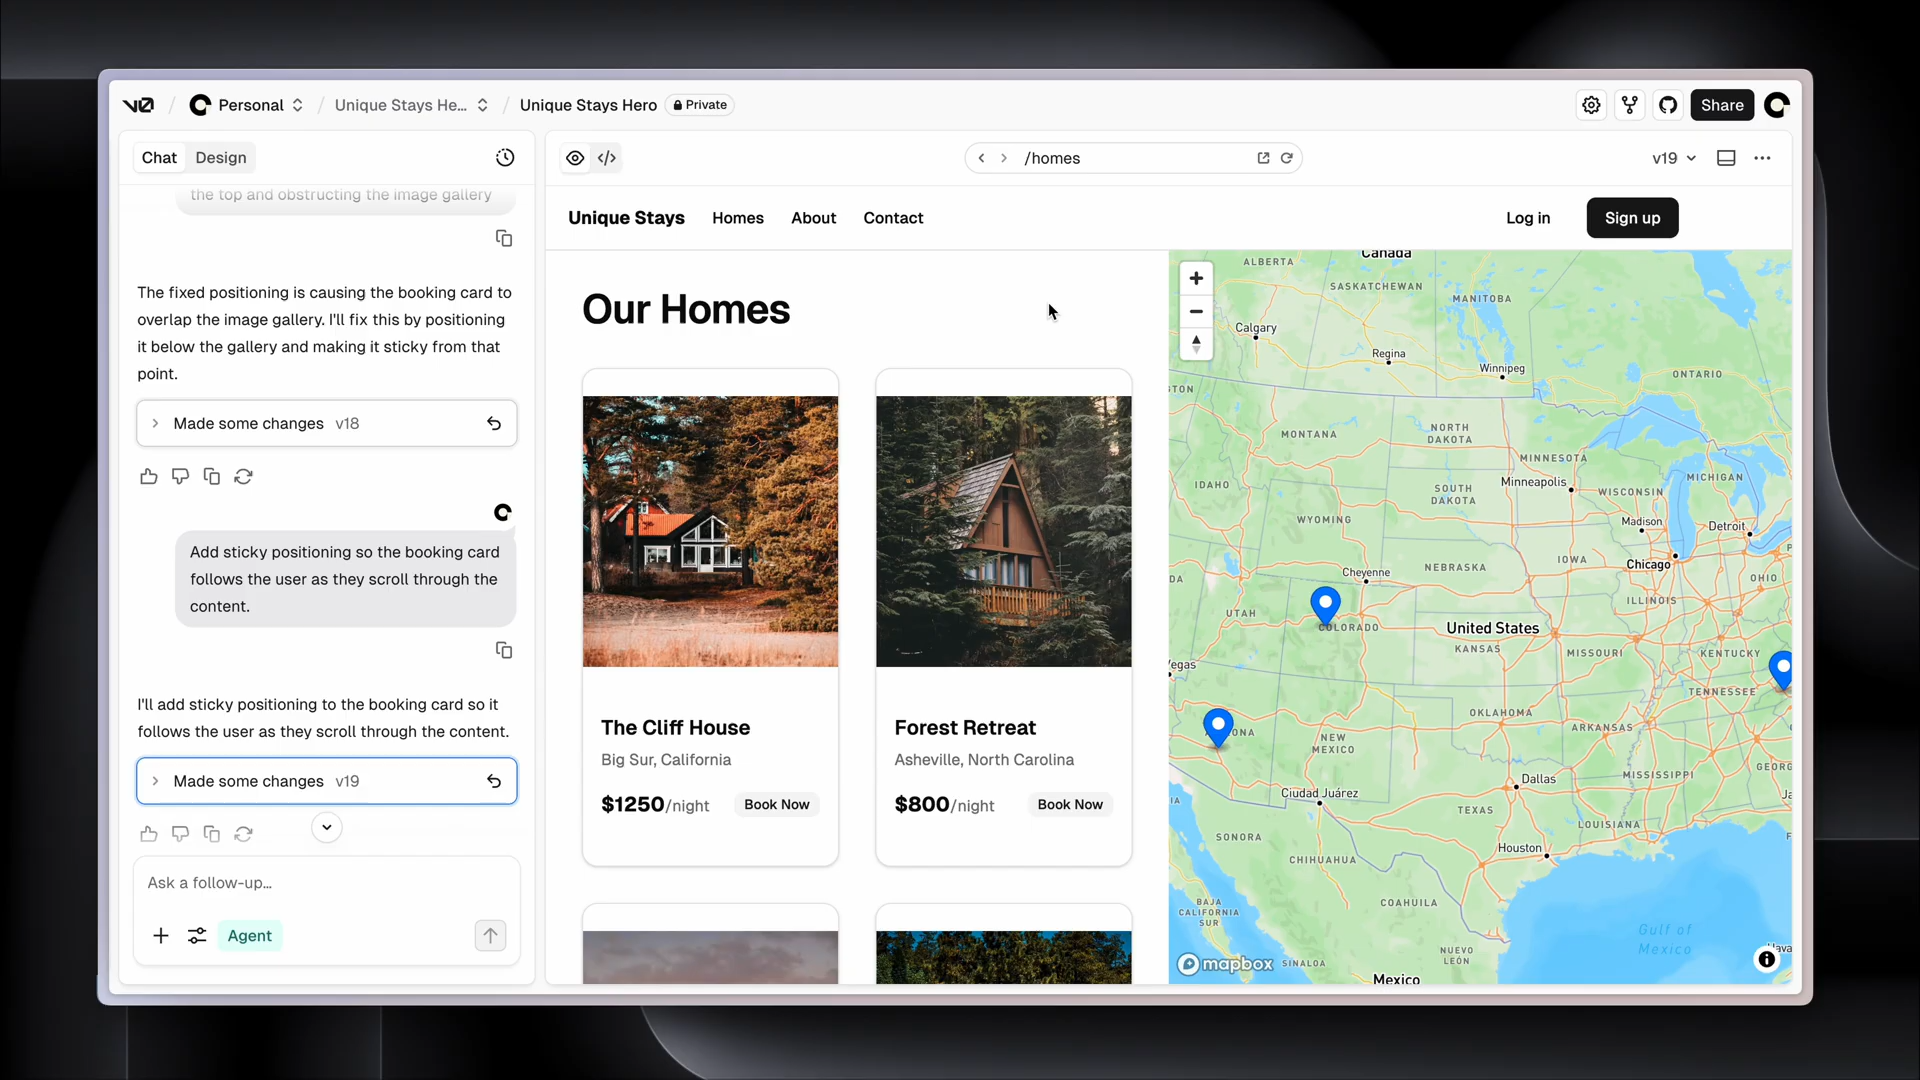 v0
Personal
Unique Stays He...
Unique Stays Hero
Private
Share
Chat
Design
/homes
v19
the top and obstructing the image gallery
The fixed positioning is causing the booking card to
overlap the image gallery. I'll fix this by positioning
it below the gallery and making it sticky from that
point.
Made some changes v18
Add sticky positioning so the booking card
follows the user as they scroll through the
content.
I'll add sticky positioning to the booking card so it
follows the user as they scroll through the content.
Made some changes v19
Ask a follow-up...
Agent
Unique Stays
Homes
About
Contact
Log in
Sign up
Our Homes
The Cliff House
Big Sur, California
$1250/night
Book Now
Forest Retreat
Asheville, North Carolina
$800/night
Book Now
Canada
ALBERTA
SASKATCHEWAN
MANITOBA
Calgary
Regina
Winnipeg
ONTARIO
MONTANA
NORTH
DAKOTA
MINNESOTA
Minneapolis
MICHIGAN
IDAHO
SOUTH
DAKOTA
WISCONSIN
WYOMING
Madison
Detroit
IOWA
Cheyenne
NEBRASKA
Chicago
OHIO
UTAH
ILLINOIS
COLORADO
United States
KANSAS
MISSOURI
KENTUCKY
TENNESSEE
OKLAHOMA
ARKANSAS
NEW
MEXICO
MISSISSIPPI
Dallas
Ciudad Juárez
TEXAS
LOUISIANA
SONORA
Houston
CHIHUAHUA
BAJA
CALIFORNIA
SUR
COAHUILA
Gulf of
Mexico
NUEVO
LEÓN
SINALOA
Mexico
mapbox